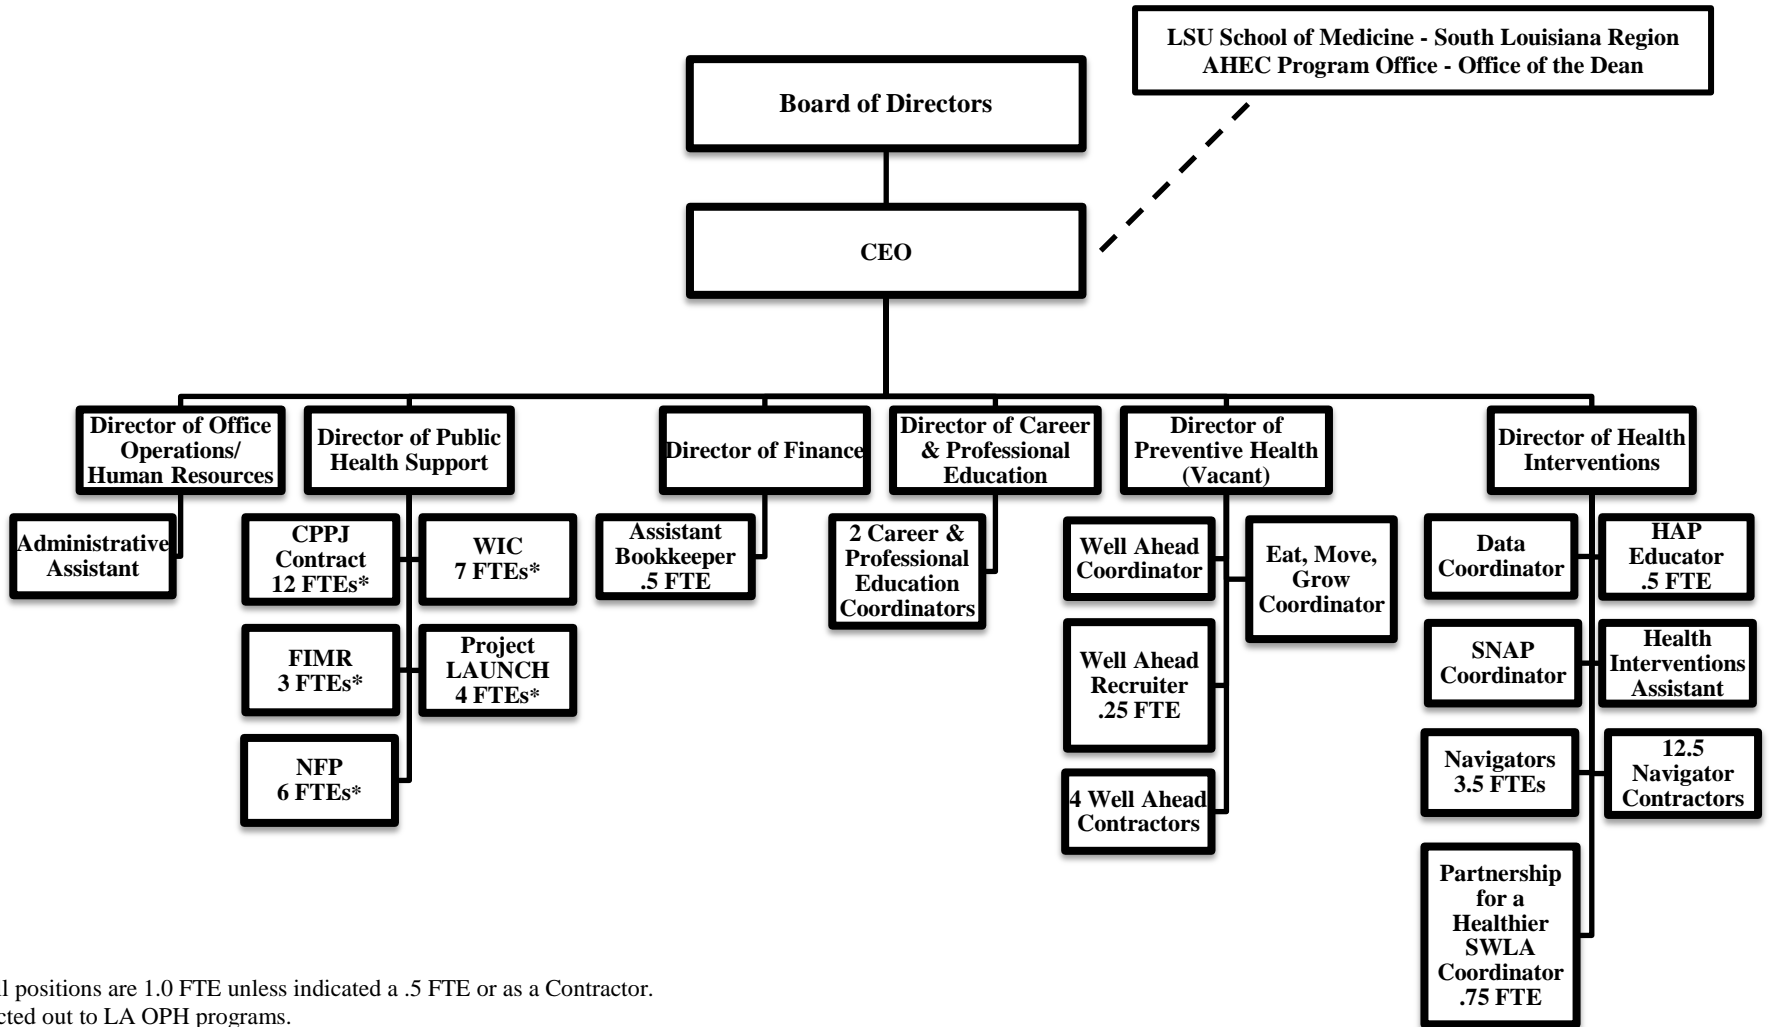 LSU School of Medicine - South Louisiana Region
AHEC Program Office - Office of the Dean
Board of Directors
CEO
Director of Office
Operations/
Human Resources
Director of Public
Health Support
Director of Finance
Director of Career
& Professional
Education
Director of
Preventive Health
(Vacant)
Director of Health
Interventions
Administrative
Assistant
CPPJ
Contract
12 FTEs*
WIC
7 FTEs*
FIMR
3 FTEs*
Project
LAUNCH
4 FTEs*
NFP
6 FTEs*
Assistant
Bookkeeper
.5 FTE
2 Career &
Professional
Education
Coordinators
Well Ahead
Coordinator
Eat, Move,
Grow
Coordinator
Well Ahead
Recruiter
.25 FTE
4 Well Ahead
Contractors
Data
Coordinator
HAP
Educator
.5 FTE
SNAP
Coordinator
Health
Interventions
Assistant
Navigators
3.5 FTEs
12.5
Navigator
Contractors
Partnership
for a
Healthier
SWLA
Coordinator
.75 FTE
positions are 1.0 FTE unless indicated a .5 FTE or as a Contractor.
out to LA OPH programs.